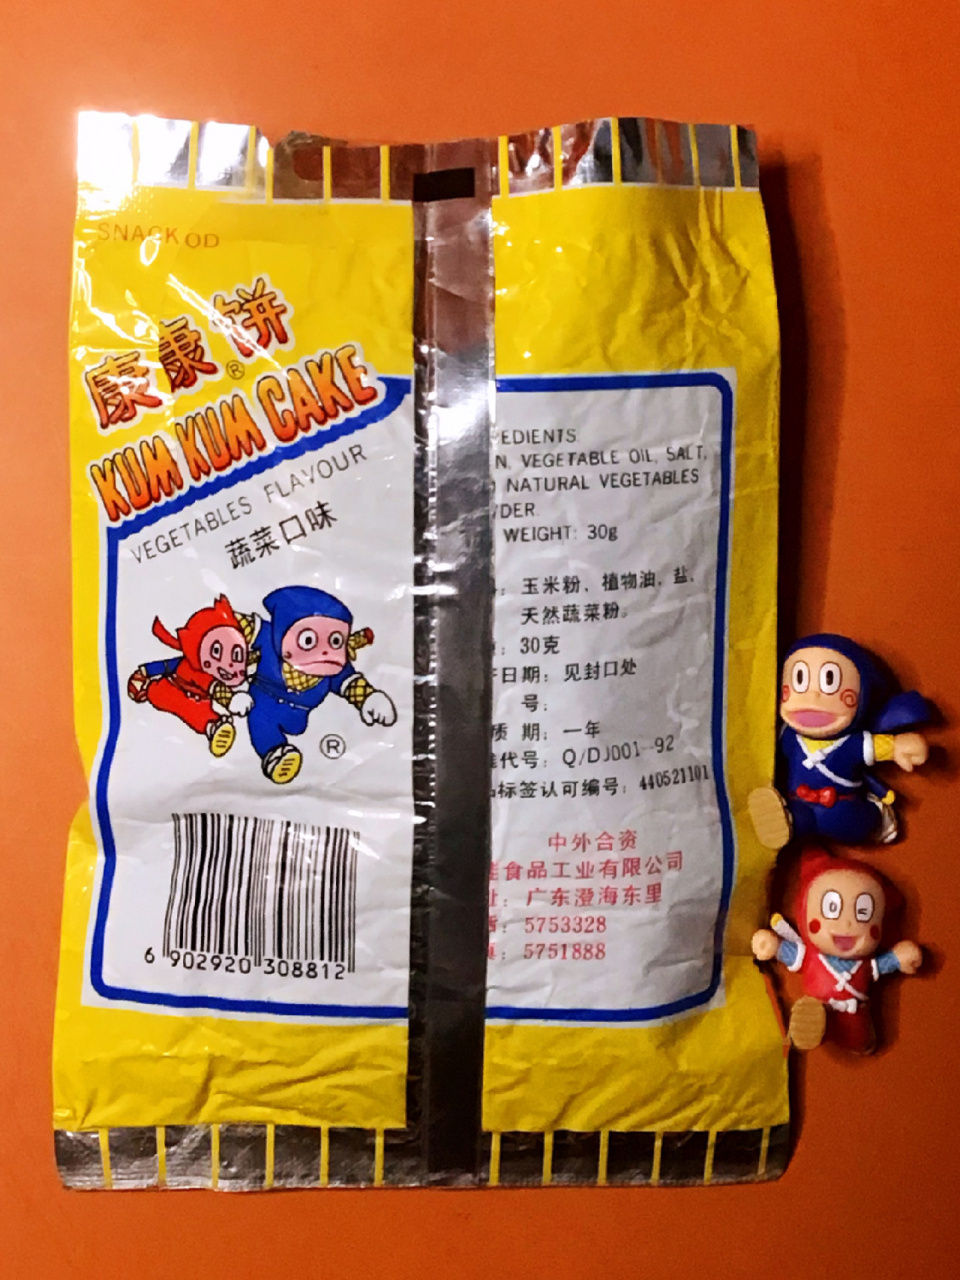 SNACK OD
康康饼
®
KUM KUM CAKE
VEGETABLES FLAVOUR
蔬菜口味
®
6 902920 308812
EDIENTS
N, VEGETABLE OIL, SALT,
NATURAL VEGETABLES
DER
WEIGHT: 30g
：玉米粉、植物油、盐、
天然蔬菜粉。
：30克
日期：见封口处
号：
质 期：一年
代号：Q/DJ001-92
标签认可编号：440521101
中外合资
佳食品工业有限公司
址：广东澄海东里
：5753328
：5751888